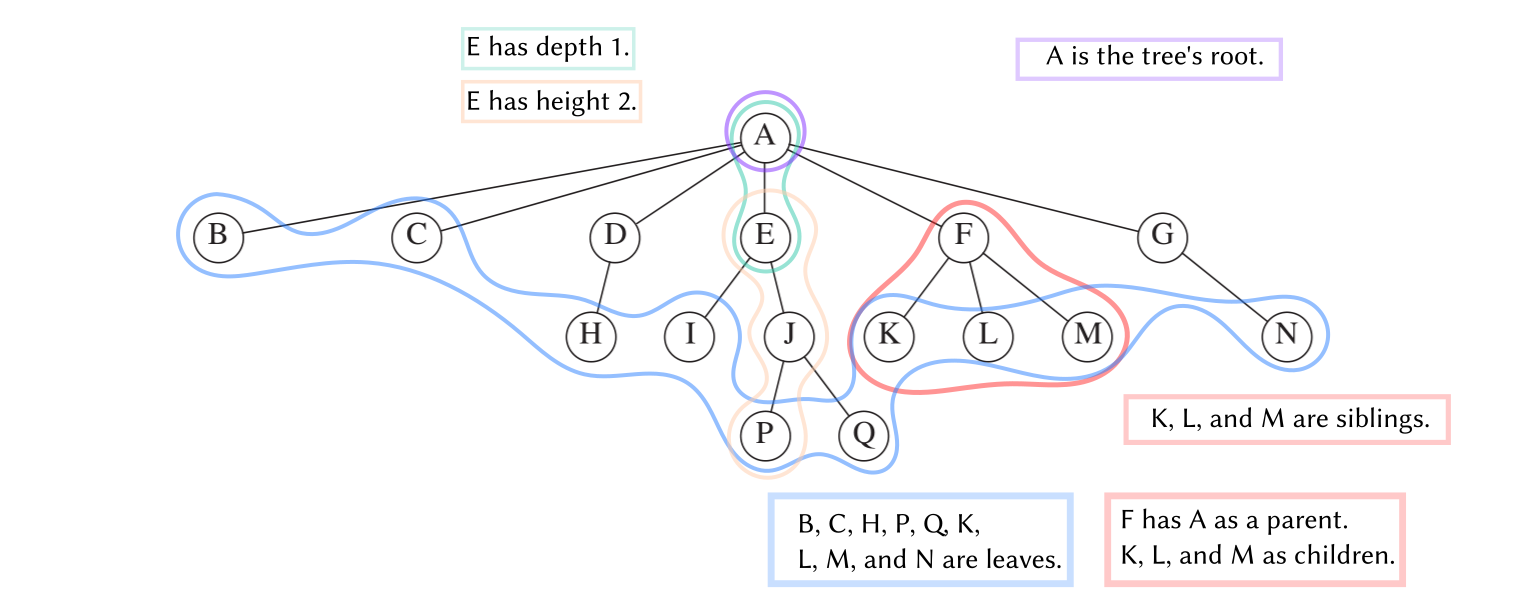 E has depth 1.
A is the tree's root.
E has height 2.
A
B
C
D
E
F
G
H
I
J
K
L
M
N
P
Q
K, L, and M are siblings.
B, C, H, P, Q, K,
L, M, and N are leaves.
F has A as a parent.
K, L, and M as children.